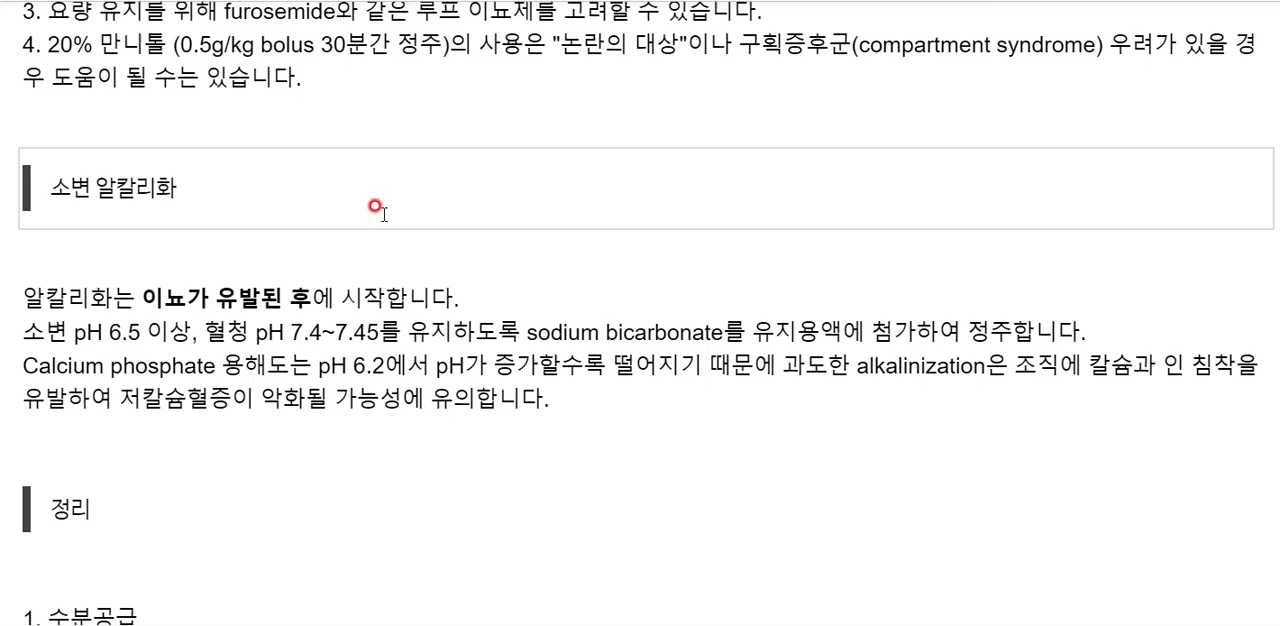 3. 요량 유지를 위해 furosemide와 같은 루프 이뇨제를 고려할 수 있습니다.
4. 20% 만니톨 (0.5g/kg bolus 30분간 정주)의 사용은 "논란의 대상"이나 구획증후군(compartment syndrome) 우려가 있을 경
우 도움이 될 수는 있습니다.
소변 알칼리화
알칼리화는 이뇨가 유발된 후에 시작합니다.
소변 pH 6.5 이상, 혈청 pH 7.4~7.45를 유지하도록 sodium bicarbonate를 유지용액에 첨가하여 정주합니다.
Calcium phosphate 용해도는 pH 6.2에서 pH가 증가할수록 떨어지기 때문에 과도한 alkalinization은 조직에 칼슘과 인 침착을
유발하여 저칼슘혈증이 악화될 가능성에 유의합니다.
정리
1. 수분공급